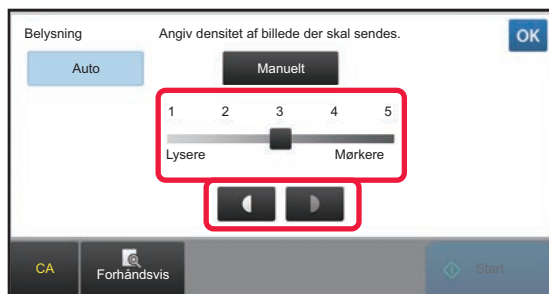 Belysning
Angiv densitet af billede der skal sendes.
OK
Auto
Manuelt
1 2 3 4 5
Lysere
Mørkere
CA
Forhåndsvis
Start